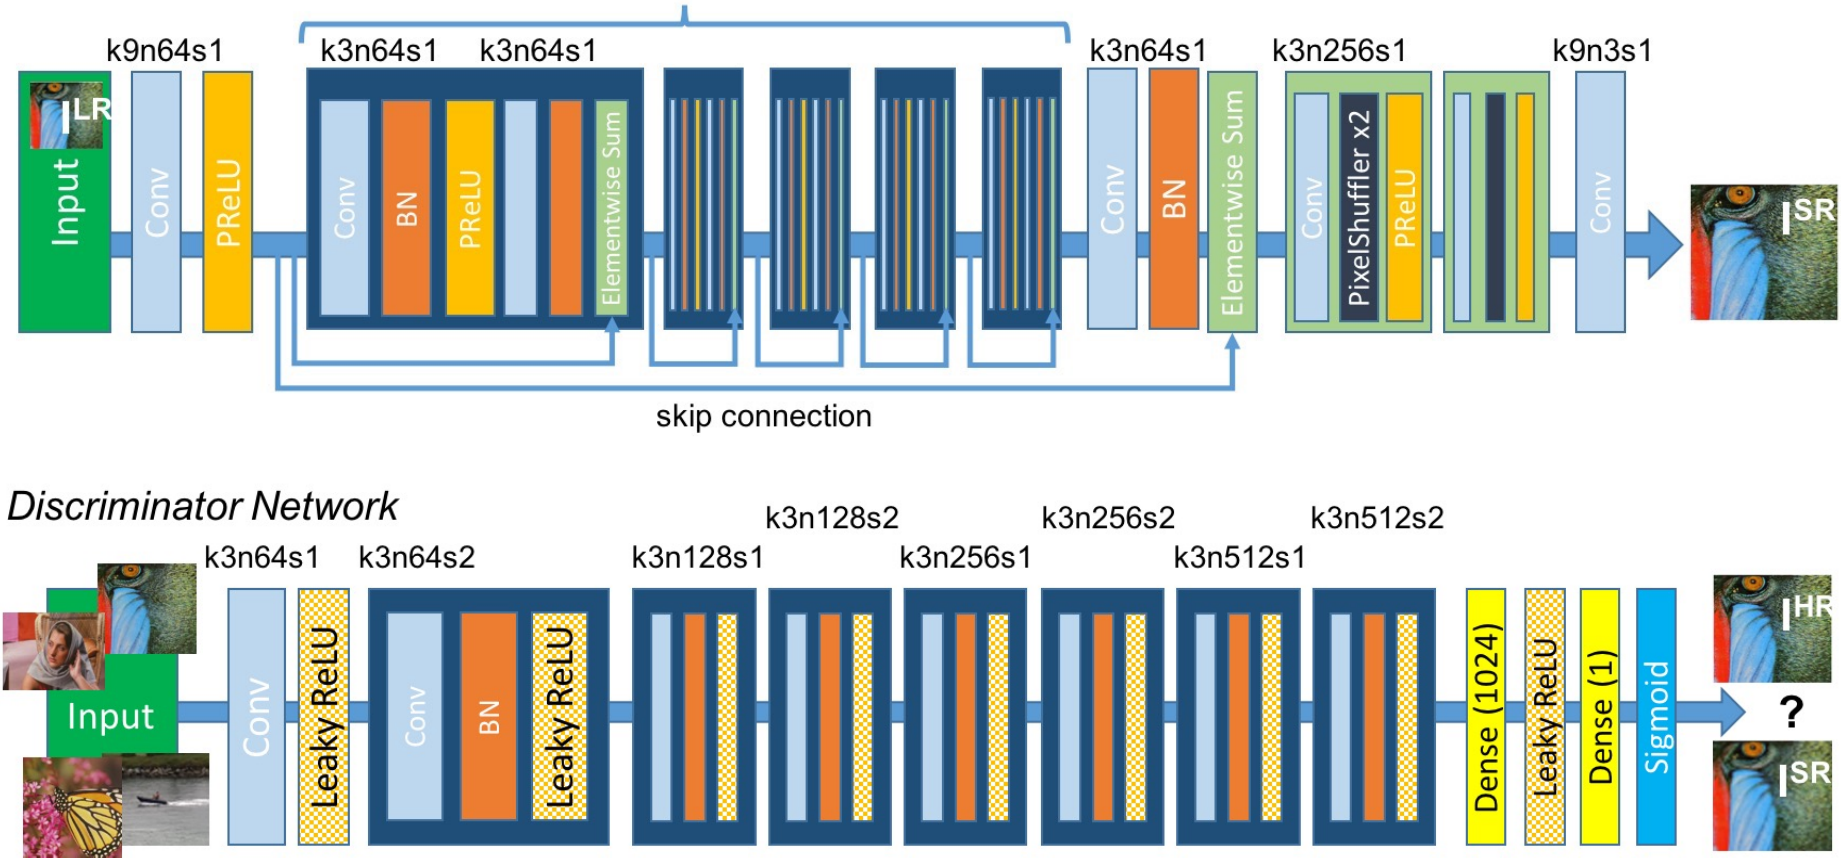 k9n64s1
k3n64s1
k3n64s1
k3n64s1
k3n256s1
k9n3s1
I^LR
Input
Conv
PReLU
Conv
BN
PReLU
Elementwise Sum
Conv
BN
Elementwise Sum
Conv
PixelShuffler x2
PReLU
Conv
I^SR
skip connection
Discriminator Network
k3n128s2
k3n256s2
k3n512s2
k3n64s1
k3n64s2
k3n128s1
k3n256s1
k3n512s1
Input
Conv
Leaky ReLU
Conv
BN
Leaky ReLU
Dense (1024)
Leaky ReLU
Dense (1)
Sigmoid
I^HR
?
I^SR